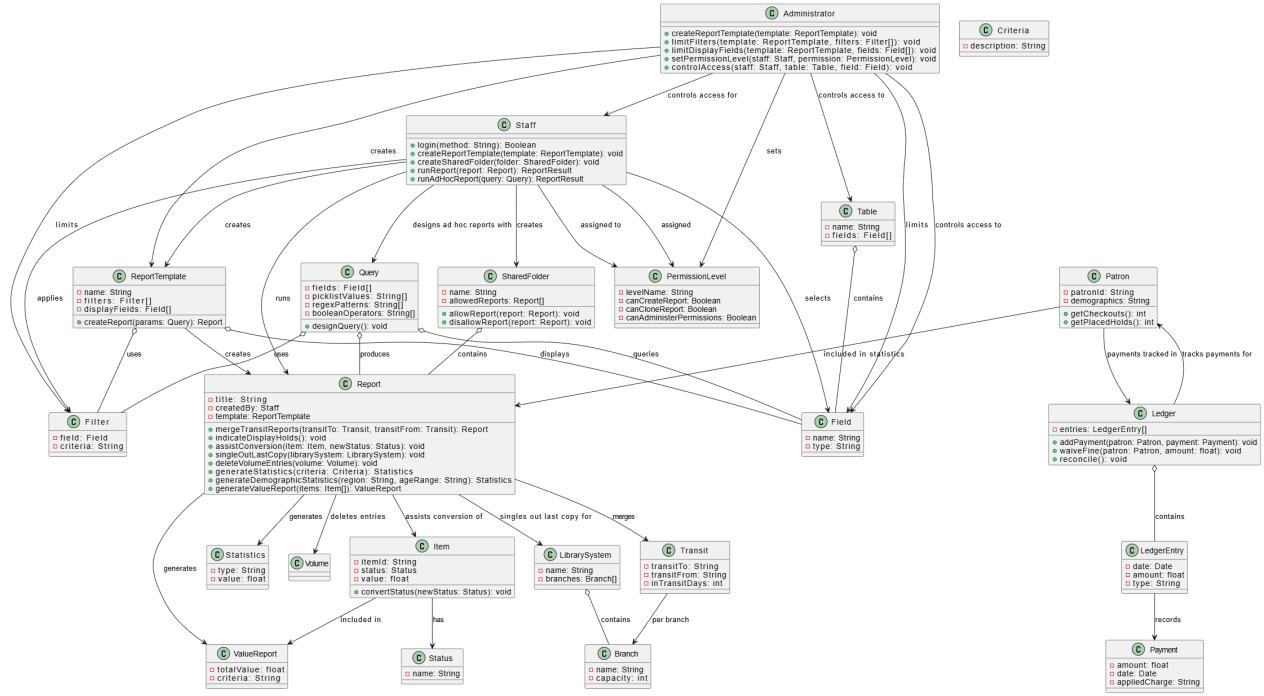 C Administrator
createReportTemplate(template: ReportTemplate): void
limitFilters(template: ReportTemplate, filters: Filter[]): void
limitDisplayFields(template: ReportTemplate, fields: Field[]): void
setPermissionLevel(staff: Staff, permission: PermissionLevel): void
controlAccess(staff: Staff, table: Table, field: Field): void
C Criteria
description: String
controls access for
controls access to
C Staff
login(method: String): Boolean
createReportTemplate(template: ReportTemplate): void
createSharedFolder(folder: SharedFolder): void
runReport(report: Report): ReportResult
runAdHocReport(query: Query): ReportResult
creates
sets
C Table
name: String
fields: Field[]
limits
creates
designs ad hoc reports with
creates
assigned to
assigned
limits
controls access to
C ReportTemplate
name: String
filters: Filter[]
displayFields: Field[]
createReport(params: Query): Report
C Query
fields: Field[]
picklistValues: String[]
regexPatterns: String[]
booleanOperators: String[]
designQuery(): void
C SharedFolder
name: String
allowedReports: Report[]
allowReport(report: Report): void
disallowReport(report: Report): void
C PermissionLevel
levelName: String
canCreateReport: Boolean
canCloneReport: Boolean
canAdministerPermissions: Boolean
C Patron
patronId: String
demographics: String
getCheckouts(): int
getPlacedHolds(): int
applies
runs
selects
contains
uses
creates
uses
produces
contains
displays
queries
included in statistics
payments tracked in
tracks payments for
C Filter
field: Field
criteria: String
C Report
title: String
createdBy: Staff
template: ReportTemplate
mergeTransitReports(transitTo: Transit, transitFrom: Transit): Report
indicateDisplayHolds(): void
assistConversion(item: Item, newStatus: Status): void
singleOutLastCopy(librarySystem: LibrarySystem): void
deleteVolumeEntries(volume: Volume): void
generateStatistics(criteria: Criteria): Statistics
generateDemographicStatistics(region: String, ageRange: String): Statistics
generateValueReport(items: Item[]): ValueReport
C Field
name: String
type: String
C Ledger
entries: LedgerEntry[]
addPayment(patron: Patron, payment: Payment): void
waiveFine(patron: Patron, amount: float): void
reconcile(): void
generates
deletes entries
assists conversion of
singles out last copy for
merges
contains
generates
C Statistics
type: String
value: float
C Volume
C Item
itemId: String
status: Status
value: float
convertStatus(newStatus: Status): void
C LibrarySystem
name: String
branches: Branch[]
C Transit
transitTo: String
transitFrom: String
inTransitDays: int
C LedgerEntry
date: Date
amount: float
type: String
included in
has
contains
per branch
records
C ValueReport
totalValue: float
criteria: String
C Status
name: String
C Branch
name: String
capacity: int
C Payment
amount: float
date: Date
appliedCharge: String